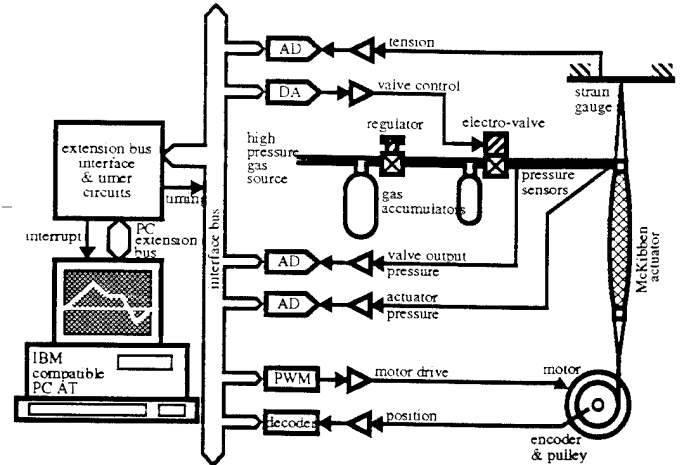 AD
tension
DA
valve control
strain
gauge
regulator
electro-valve
high
pressure
gas
source
extension bus
interface
& timer
circuits
timing
gas
accumulators
pressure
sensors
McKibben
actuator
interrupt
PC
extension
bus
interface bus
AD
valve output
pressure
AD
actuator
pressure
IBM
compatible
PC AT
PWM
motor drive
motor
decoder
position
encoder
& pulley